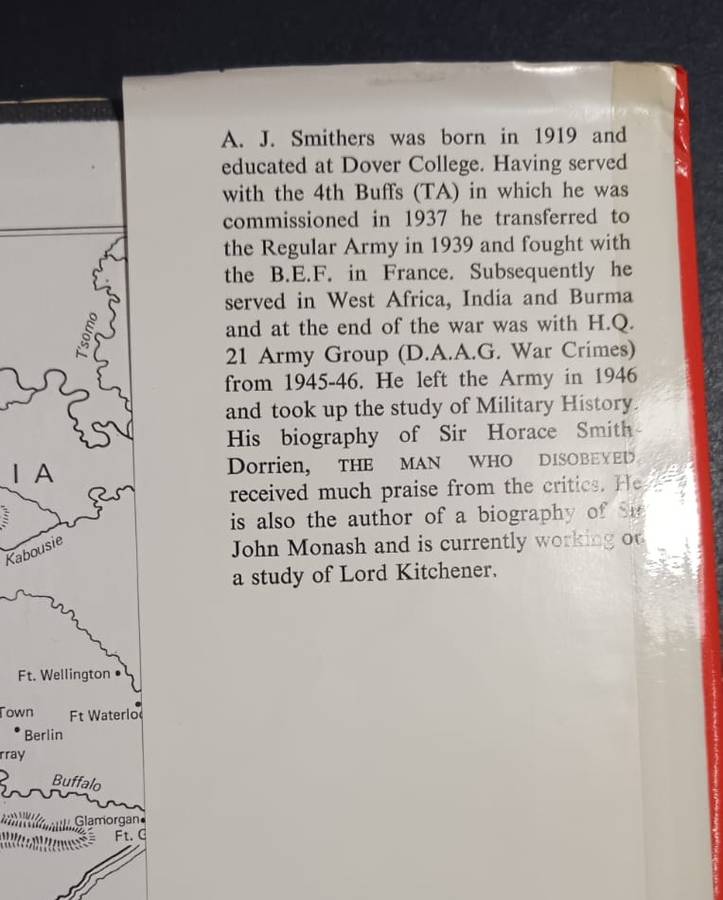 A. J. Smithers was born in 1919 and
educated at Dover College. Having served
with the 4th Buffs (TA) in which he was
commissioned in 1937 he transferred to
the Regular Army in 1939 and fought with
the B.E.F. in France. Subsequently he
served in West Africa, India and Burma
and at the end of the war was with H.Q.
21 Army Group (D.A.A.G. War Crimes)
from 1945-46. He left the Army in 1946
and took up the study of Military History.
His biography of Sir Horace Smith-
Dorrien, THE MAN WHO DISOBEYED,
received much praise from the critics. He
is also the author of a biography of Sir
John Monash and is currently working on
a study of Lord Kitchener.
Tsomo
I A
Kabousie
Ft. Wellington
Town
Ft Waterloo
Berlin
rray
Buffalo
Glamorgan
Ft.